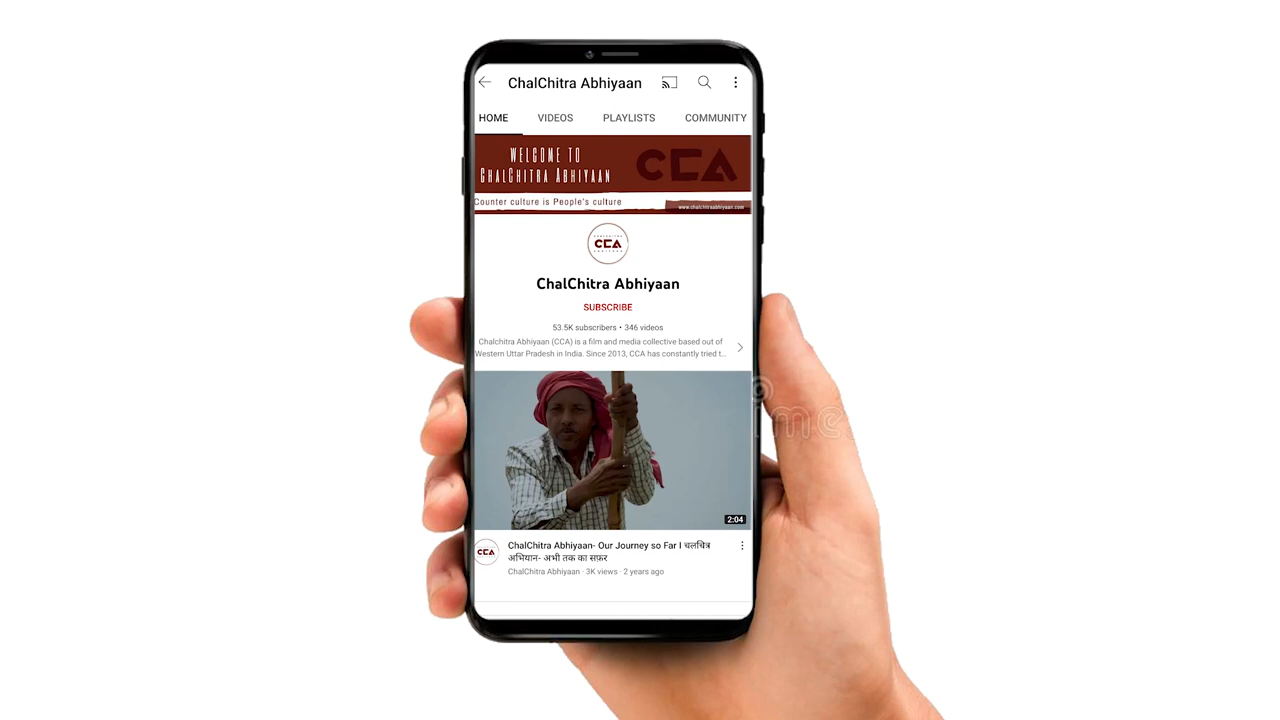 ChalChitra Abhiyaan
HOME VIDEOS PLAYLISTS COMMUNITY
WELCOME TO
CHALCHITRA ABHIYAAN
CCA
Counter culture is People's culture
www.chalchitraabhiyaan.com
CHALCHITRA
CCA
ABHIYAAN
ChalChitra Abhiyaan
SUBSCRIBE
53.5K subscribers • 346 videos
Chalchitra Abhiyaan (CCA) is a film and media collective based out of
Western Uttar Pradesh in India. Since 2013, CCA has constantly tried t...
2:04
CCA
ChalChitra Abhiyaan- Our Journey so Far I चलचित्र
अभियान- अभी तक का सफ़र
ChalChitra Abhiyaan · 3K views · 2 years ago